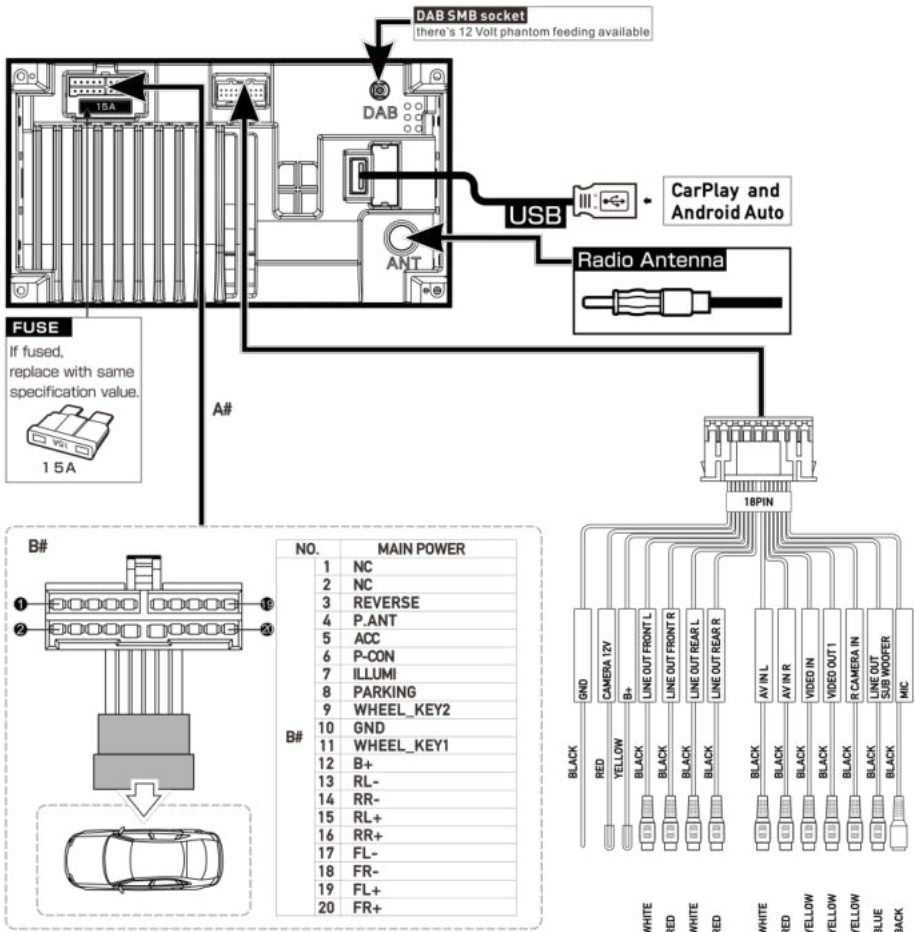 DAB SMB socket
there's 12 Volt phantom feeding available
15A
DAB
USB
CarPlay and
Android Auto
ANT
Radio Antenna
FUSE
If fused,
replace with same
specification value.
15A
15A
A#
18PIN
B#
1
19
2
20
NO. MAIN POWER
B#
1 NC
2 NC
3 REVERSE
4 P.ANT
5 ACC
6 P-CON
7 ILLUMI
8 PARKING
9 WHEEL_KEY2
10 GND
11 WHEEL_KEY1
12 B+
13 RL-
14 RR-
15 RL+
16 RR+
17 FL-
18 FR-
19 FL+
20 FR+
GND
CAMERA 12V
B+
LINE OUT FRONT L
LINE OUT FRONT R
LINE OUT REAR L
LINE OUT REAR R
AV IN L
AV IN R
VIDEO IN
VIDEO OUT 1
R CAMERA IN
LINE OUT
SUB WOOFER
MIC
BLACK
RED
YELLOW
BLACK
BLACK
BLACK
BLACK
BLACK
BLACK
BLACK
BLACK
BLACK
BLACK
BLACK
WHITE
RED
WHITE
RED
WHITE
RED
YELLOW
YELLOW
YELLOW
BLUE
BACK